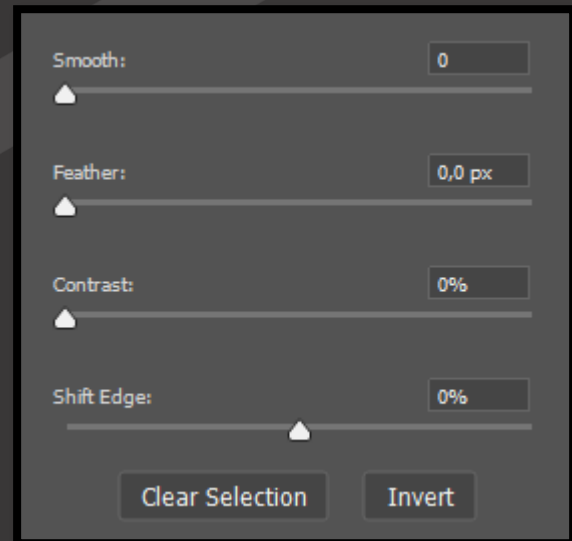 Smooth: 0
Feather: 0,0 px
Contrast: 0%
Shift Edge: 0%
Clear Selection Invert